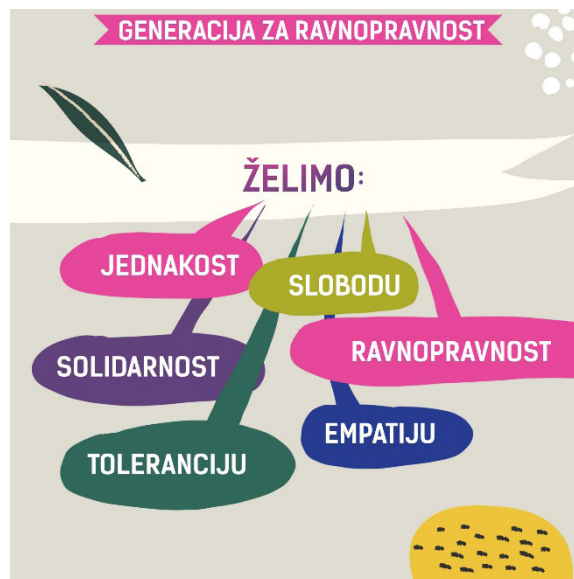 GENERACIJA ZA RAVNOPRAVNOST
ŽELIMO:
JEDNAKOST
SLOBODU
SOLIDARNOST
RAVNOPRAVNOST
TOLERANCIJU
EMPATIJU